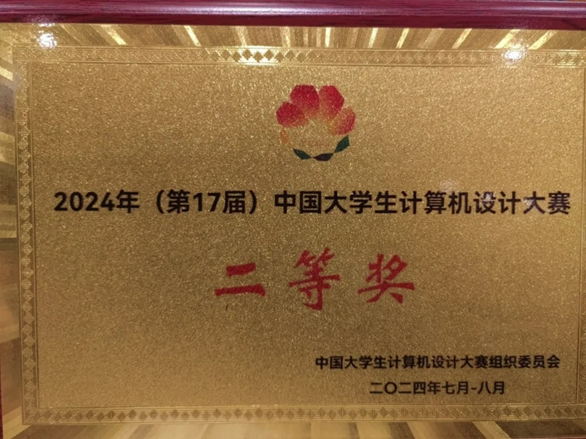 2024年（第17届）中国大学生计算机设计大赛
二等奖
中国大学生计算机设计大赛组织委员会
二〇二四年七月-八月